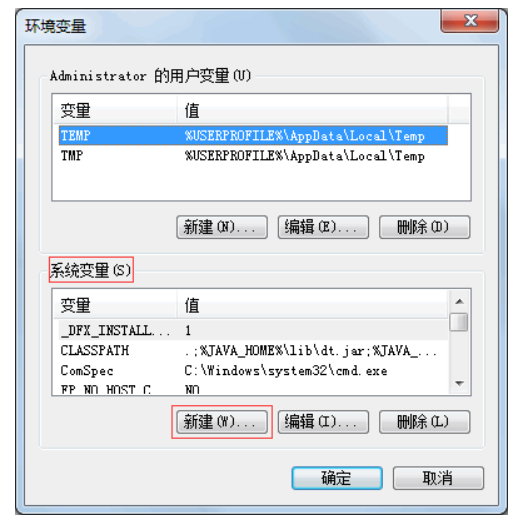 环境变量
Administrator 的用户变量(U)
变量 值
TEMP %USERPROFILE%\AppData\Local\Temp
TMP %USERPROFILE%\AppData\Local\Temp
新建(N)... 编辑(E)... 删除(D)
系统变量(S)
变量 值
_DFX_INSTALL... 1
CLASSPATH .;%JAVA_HOME%\lib\dt.jar;%JAVA_...
ComSpec C:\Windows\system32\cmd.exe
FP_NO_HOST_C NO
新建(W)... 编辑(I)... 删除(L)
确定 取消